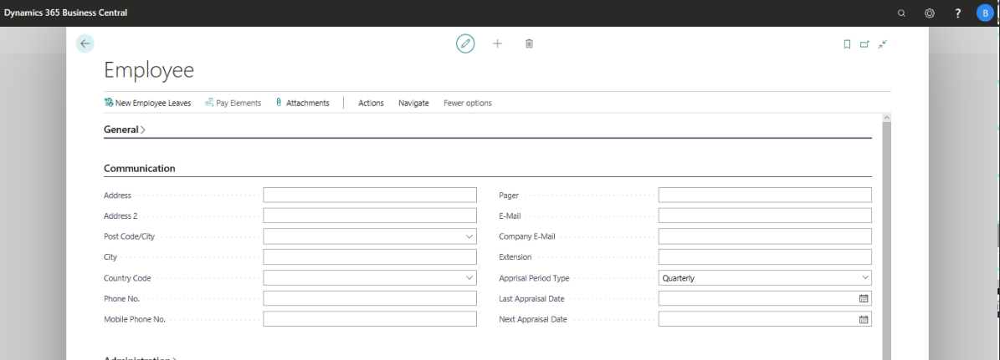 Dynamics 365 Business Central
?
B
Employee
New Employee Leaves Pay Elements Attachments Actions Navigate Fewer options
General
Communication
Address Pager
Address 2 E-Mail
Post Code/City Company E-Mail
City Extension
Country Code Apprisal Period Type Quarterly
Phone No. Last Appraisal Date
Mobile Phone No. Next Appraisal Date
Administration